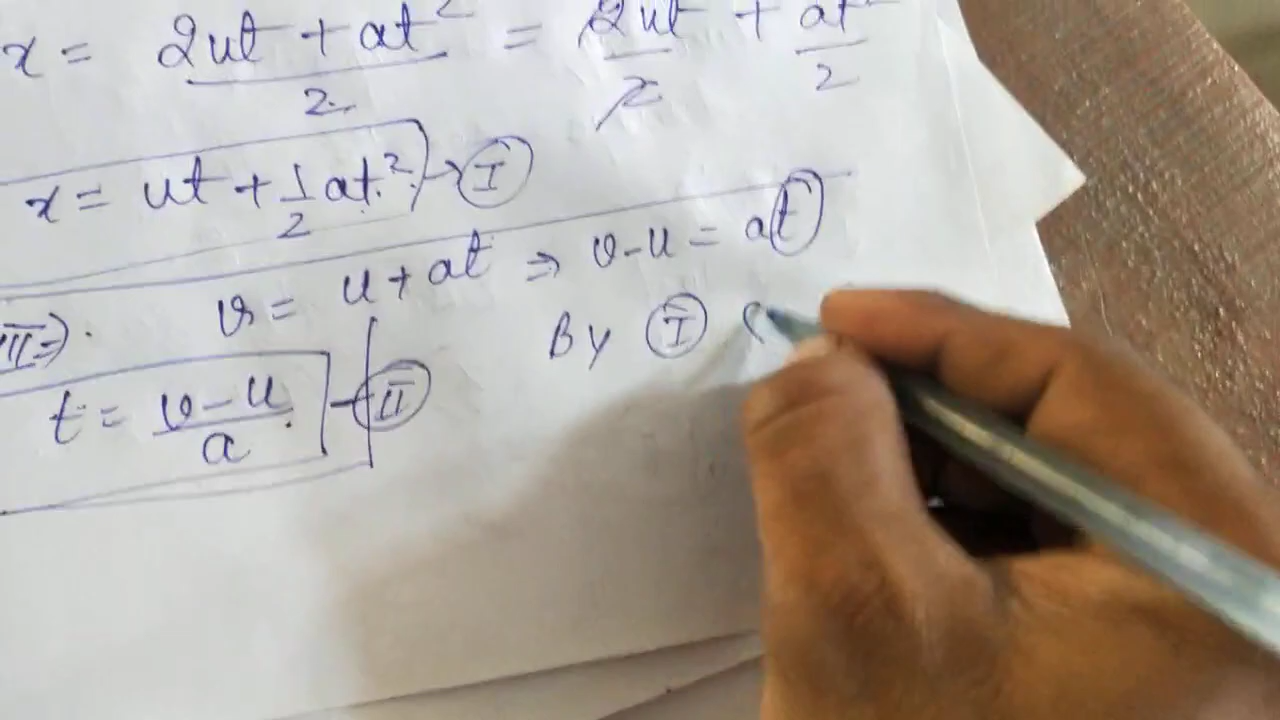 x = 2ut + at² / 2 = 2ut / 2 + at² / 2
x = ut + 1/2 at² → I
III ⇒ v = u + at ⇒ v - u = at
By I
t = v - u / a → II